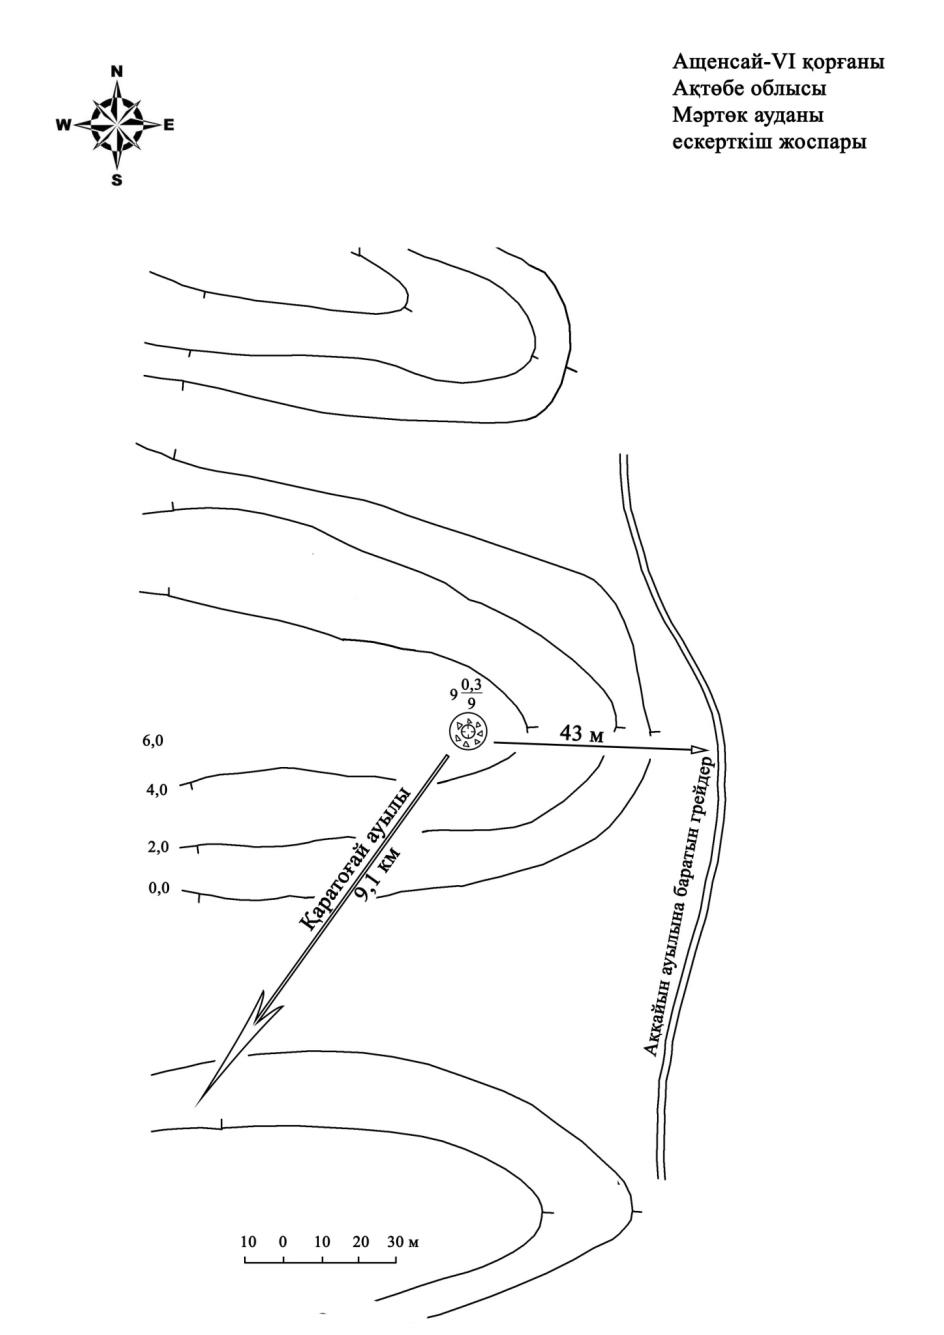 Ащенсай-VI қорғаны
Ақтөбе облысы
Мәртөк ауданы
ескерткіш жоспары
N
W E
S
9 0,3/9
43 м
6,0
4,0
2,0
0,0
Қаратоғай ауылы
9,1 км
Аққайын ауылына баратын грейдер
10 0 10 20 30 м